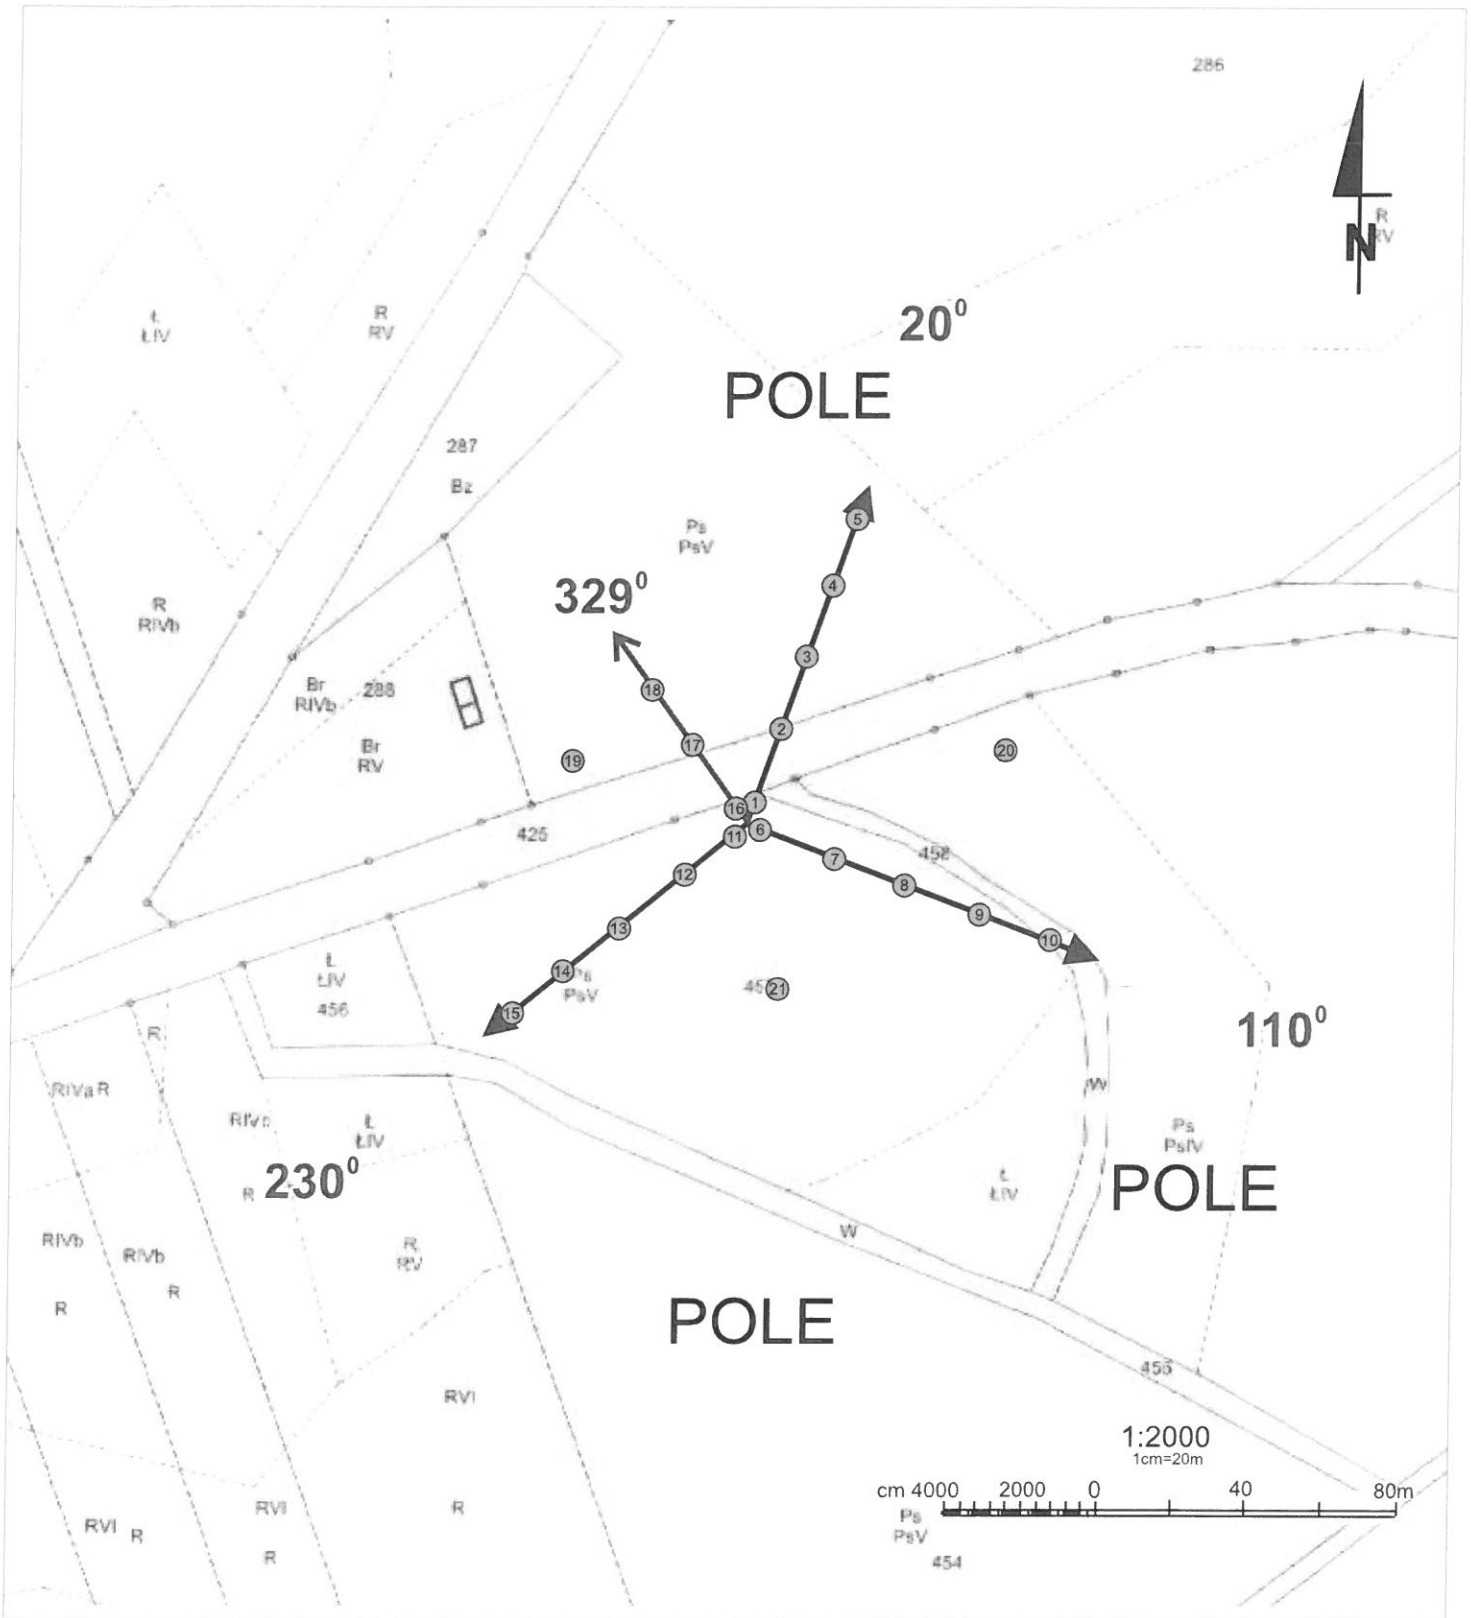 286
R
RV
N
20⁰
Ł
ŁIV
R
RV
POLE
287
Bz
5
Ps
PsV
4
329⁰
R
RIVb
3
18
Br
RIVb
288
2
17
Br
RV
19
20
16
1
6
11
425
458
7
12
8
9
13
10
Ł
ŁIV
14
Ps
PsV
21
456
15
110⁰
R
RIVa R
W
RIVb
Ł
ŁIV
Ps
PsIV
230⁰
R
Ł
ŁIV
POLE
RIVb
RIVb
R
RV
W
R
R
POLE
455
RVI
1:2000
1cm=20m
cm 4000 2000 0 40 80m
RVI
R
Ps
PsV
RVI
R
R
454